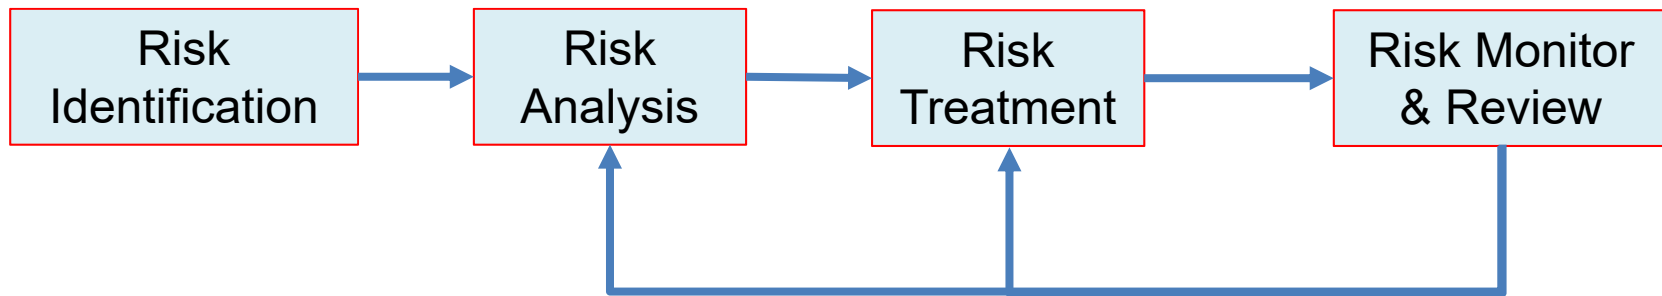 Risk
Identification
Risk
Analysis
Risk
Treatment
Risk Monitor
& Review